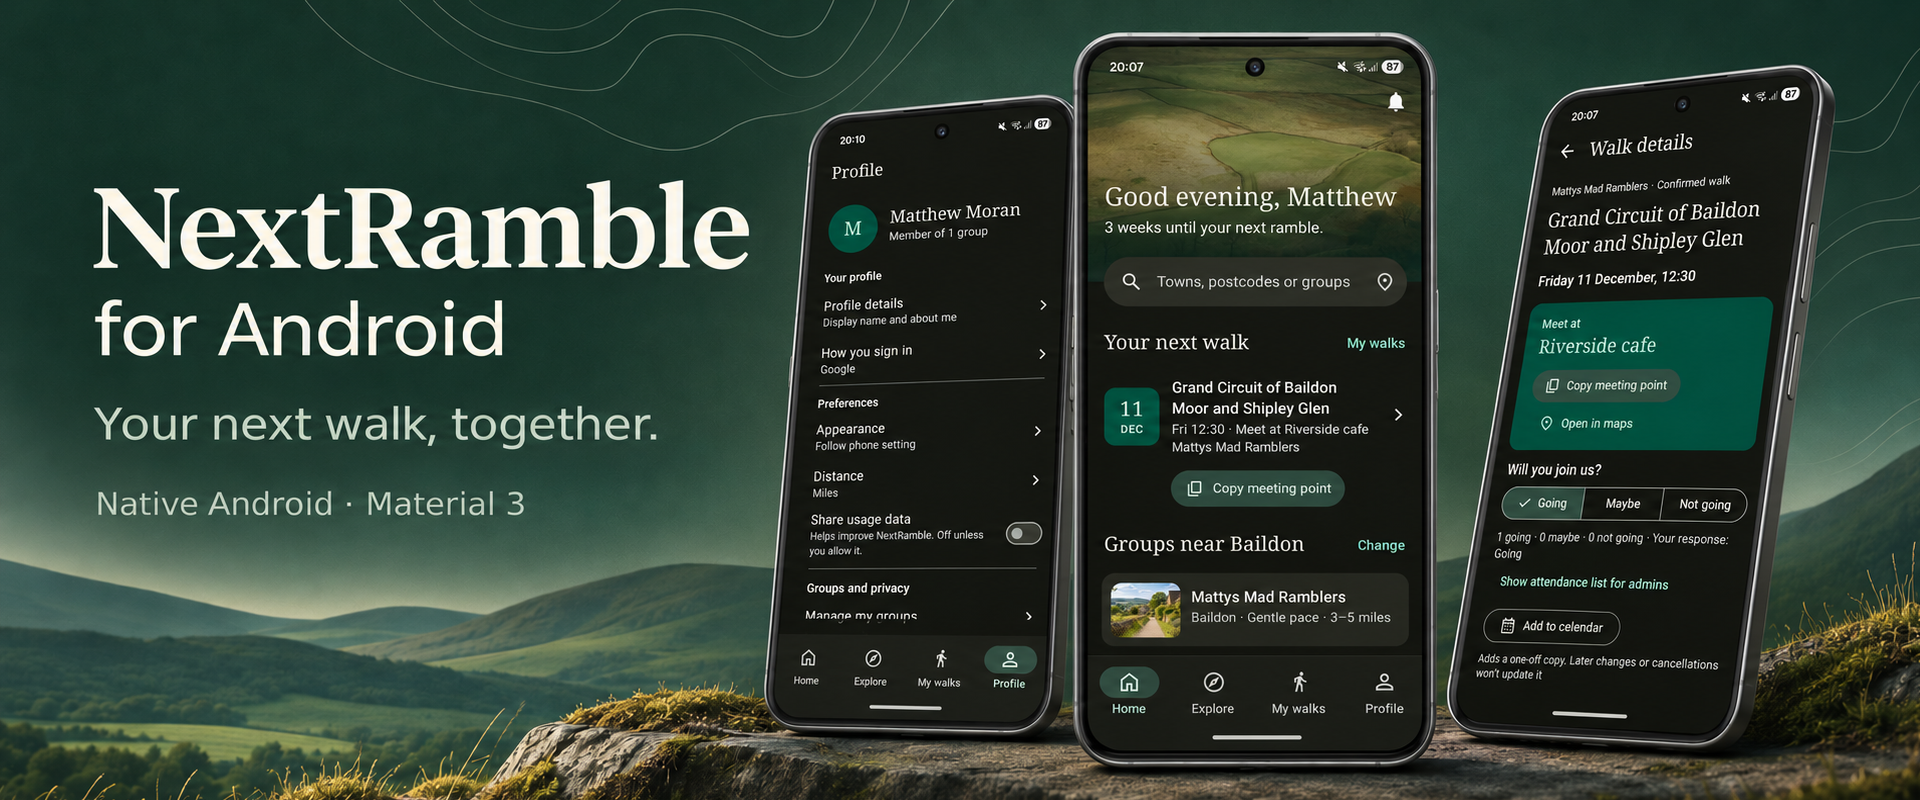 NextRamble
for Android
Your next walk, together.
Native Android · Material 3
20:10
87
Profile
M
Matthew Moran
Member of 1 group
Your profile
Profile details
Display name and about me
How you sign in
Google
Preferences
Appearance
Follow phone setting
Distance
Miles
Share usage data
Helps improve NextRamble. Off unless
you allow it.
Groups and privacy
Manage my groups
Home
Explore
My walks
Profile
20:07
87
Good evening, Matthew
3 weeks until your next ramble.
Towns, postcodes or groups
Your next walk
My walks
11
DEC
Grand Circuit of Baildon
Moor and Shipley Glen
Fri 12:30 · Meet at Riverside cafe
Mattys Mad Ramblers
Copy meeting point
Groups near Baildon
Change
Mattys Mad Ramblers
Baildon · Gentle pace · 3–5 miles
Home
Explore
My walks
Profile
20:07
87
Walk details
Mattys Mad Ramblers · Confirmed walk
Grand Circuit of Baildon
Moor and Shipley Glen
Friday 11 December, 12:30
Meet at
Riverside cafe
Copy meeting point
Open in maps
Will you join us?
Going
Maybe
Not going
1 going · 0 maybe · 0 not going · Your response:
Going
Show attendance list for admins
Add to celendar
Adds a one-off copy. Later changes or cancellations
won't update it